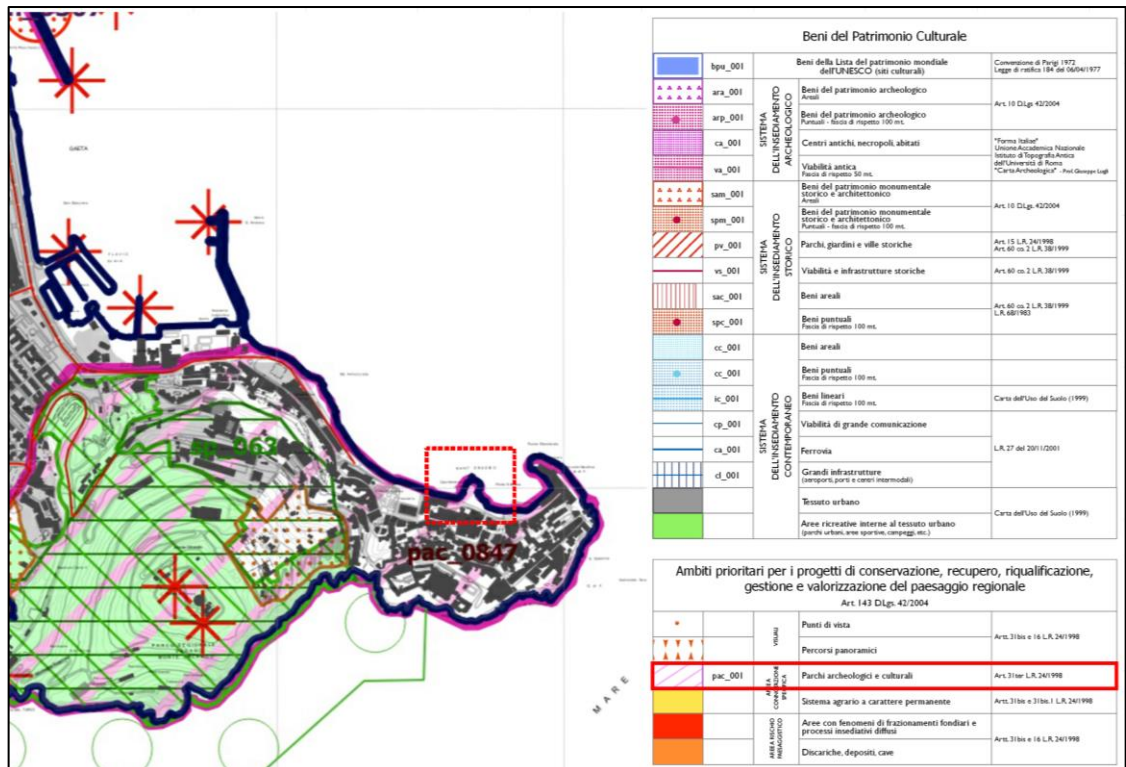 GAETA
sp_063
pac_0847
MARE
Beni del Patrimonio Culturale
bpu_001
Beni della Lista del patrimonio mondiale
dell'UNESCO (siti culturali)
Convenzione di Parigi 1972
Legge di ratifica 184 del 06/04/1977
SISTEMA
DELL'INSEDIAMENTO
ARCHEOLOGICO
ara_001
Beni del patrimonio archeologico
Areali
Art. 10 D.Lgs. 42/2004
arp_001
Beni del patrimonio archeologico
Puntuali - fascia di rispetto 100 mt.
ca_001
Centri antichi, necropoli, abitati
"Forma Italiae"
Unione Accademica Nazionale
Istituto di Topografia Antica
dell'Università di Roma
"Carta Archeologica" - Prof. Giuseppe Lugli
va_001
Viabilità antica
Fascia di rispetto 50 mt.
SISTEMA
DELL'INSEDIAMENTO
STORICO
sam_001
Beni del patrimonio monumentale
storico e architettonico
Areali
Art. 10 D.Lgs. 42/2004
spm_001
Beni del patrimonio monumentale
storico e architettonico
Puntuali - fascia di rispetto 100 mt.
pv_001
Parchi, giardini e ville storiche
Art. 15 L.R. 24/1998
Art. 60 co. 2 L.R. 38/1999
vs_001
Viabilità e infrastrutture storiche
Art. 60 co. 2 L.R. 38/1999
sac_001
Beni areali
Art. 60 co. 2 L.R. 38/1999
L.R. 68/1983
spc_001
Beni puntuali
Fascia di rispetto 100 mt.
SISTEMA
DELL'INSEDIAMENTO
CONTEMPORANEO
cc_001
Beni areali
cc_001
Beni puntuali
Fascia di rispetto 100 mt.
ic_001
Beni lineari
Fascia di rispetto 100 mt.
Carta dell'Uso del Suolo (1999)
cp_001
Viabilità di grande comunicazione
L.R. 27 del 20/11/2001
ca_001
Ferrovia
cl_001
Grandi infrastrutture
(aeroporti, porti e centri intermodali)
Tessuto urbano
Carta dell'Uso del Suolo (1999)
Aree ricreative interne al tessuto urbano
(parchi urbani, aree sportive, campeggi, etc.)
Ambiti prioritari per i progetti di conservazione, recupero, riqualificazione,
gestione e valorizzazione del paesaggio regionale
Art. 143 D.Lgs. 42/2004
VISUALI
Punti di vista
Artt. 31bis e 16 L.R. 24/1998
Percorsi panoramici
pac_001
Parchi archeologici e culturali
Art. 31ter L.R. 24/1998
Sistema agrario a carattere permanente
Artt. 31bis e 31bis.1 L.R. 24/1998
AREE A RISCHIO
PAESAGGISTICO
Aree con fenomeni di frazionamenti fondiari e
processi insediativi diffusi
Artt. 31bis e 16 L.R. 24/1998
Discariche, depositi, cave